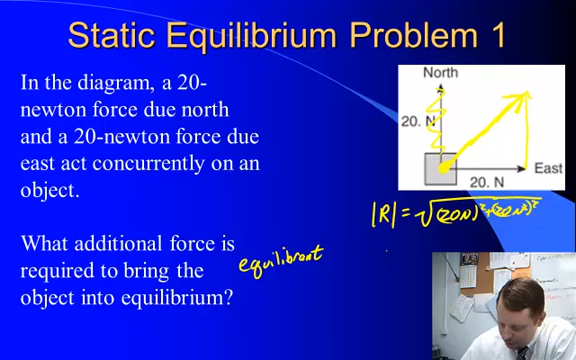 Static Equilibrium Problem 1
In the diagram, a 20-
newton force due north
and a 20-newton force due
east act concurrently on an
object.
What additional force is
required to bring the
object into equilibrium?
equilibrent
North
20. N
East
20. N
|R| = √(20N)²+(20N²)²